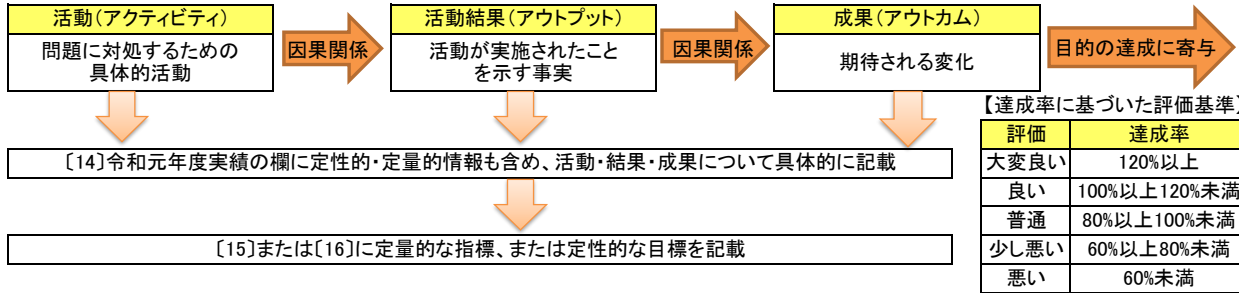 活動(アクティビティ)
問題に対処するための
具体的活動
因果関係
活動結果(アウトプット)
活動が実施されたこと
を示す事実
因果関係
成果(アウトカム)
期待される変化
目的の達成に寄与
〔14〕令和元年度実績の欄に定性的・定量的情報も含め、活動・結果・成果について具体的に記載
〔15〕または〔16〕に定量的な指標、または定性的な目標を記載
【達成率に基づいた評価基準】
評価 達成率
大変良い 120%以上
良い 100%以上120%未満
普通 80%以上100%未満
少し悪い 60%以上80%未満
悪い 60%未満